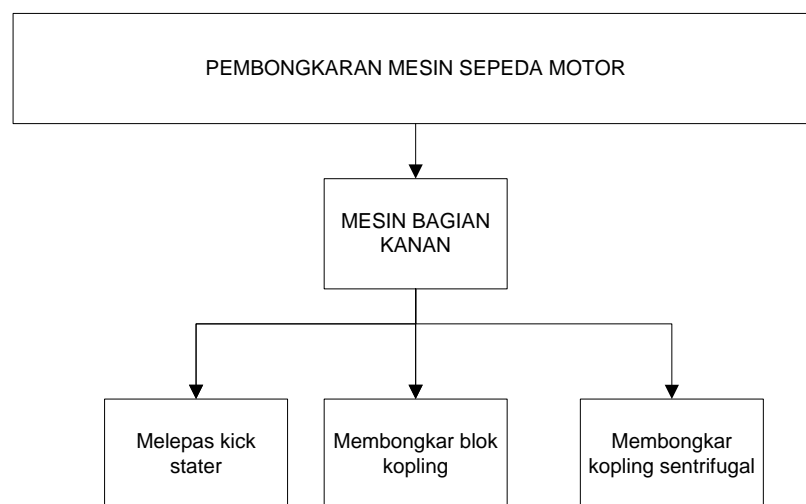 PEMBONGKARAN MESIN SEPEDA MOTOR
MESIN BAGIAN
KANAN
Melepas kick
stater
Membongkar blok
kopling
Membongkar
kopling sentrifugal